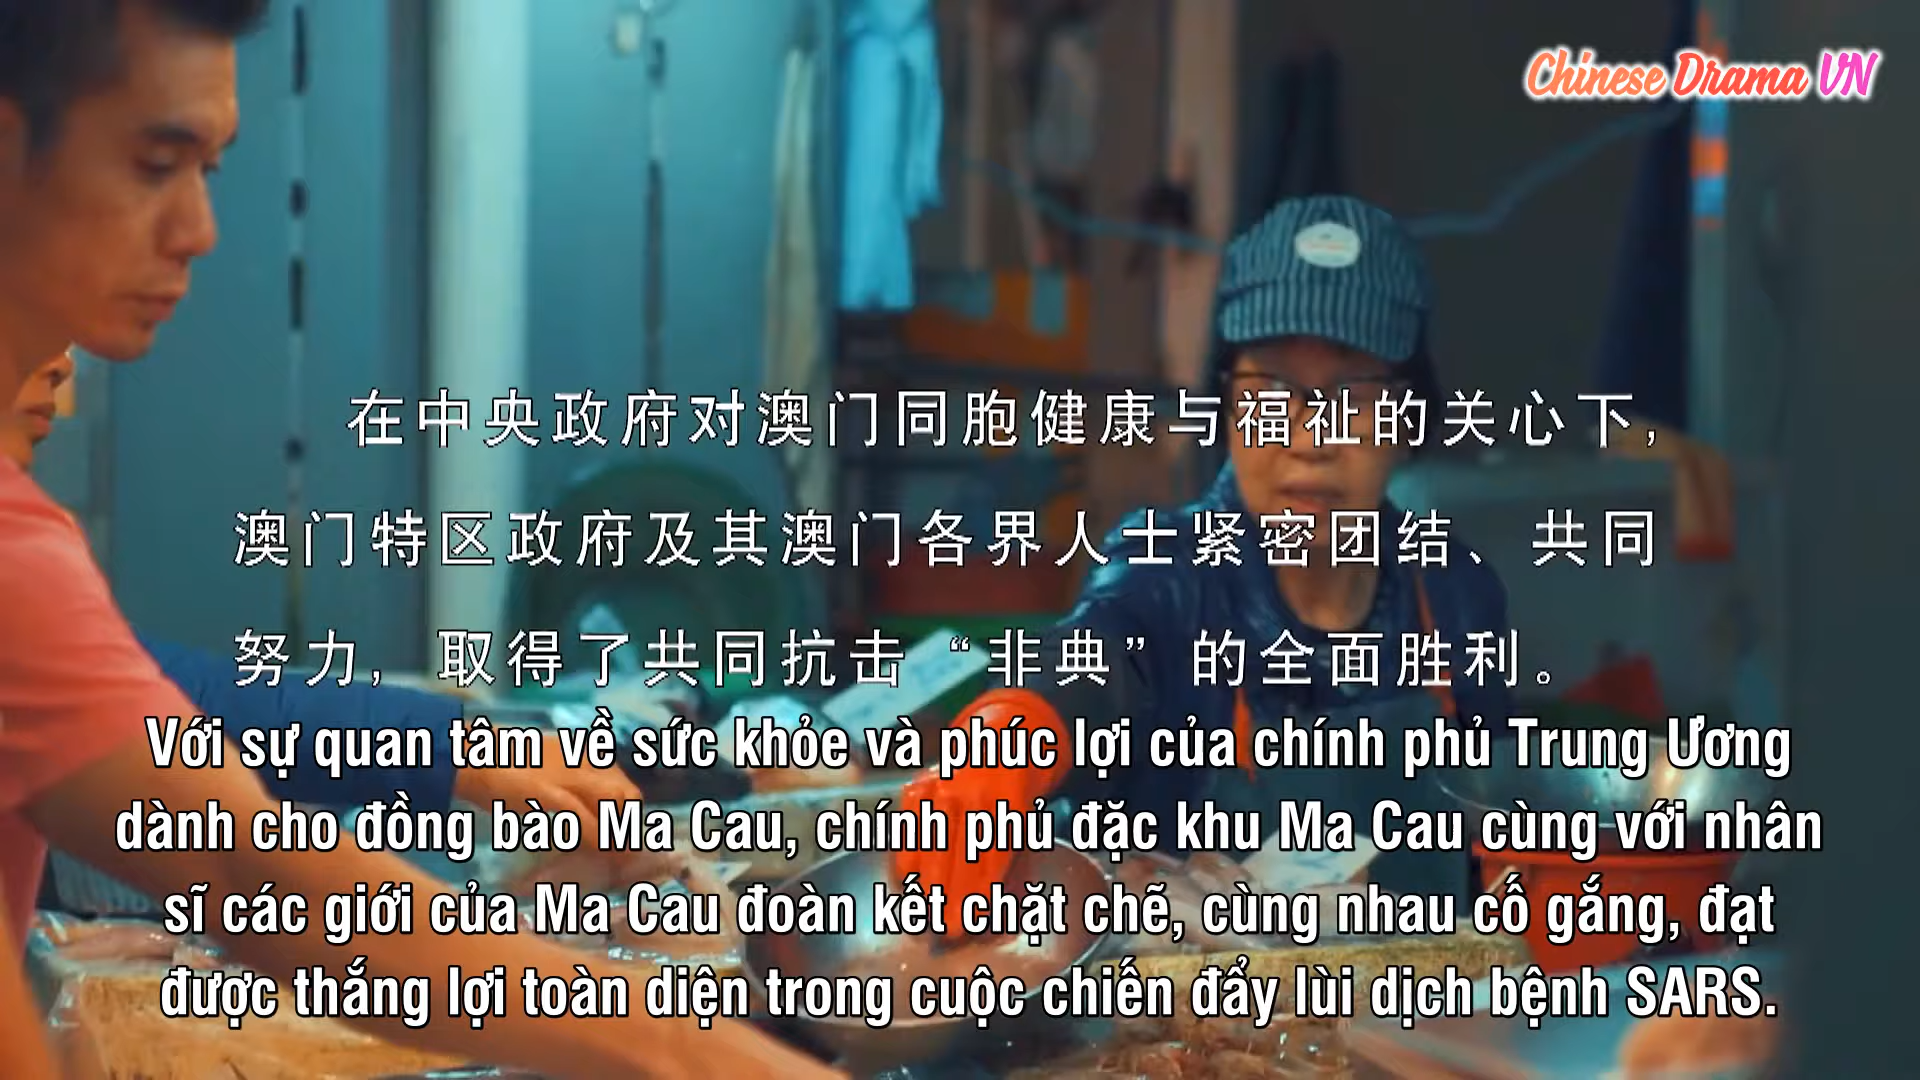 Chinese Drama VN
在中央政府对澳门同胞健康与福祉的关心下,
澳门特区政府及其澳门各界人士紧密团结、共同
努力, 取得了共同抗击“非典”的全面胜利。
Với sự quan tâm về sức khỏe và phúc lợi của chính phủ Trung Ương
dành cho đồng bào Ma Cau, chính phủ đặc khu Ma Cau cùng với nhân
sĩ các giới của Ma Cau đoàn kết chặt chẽ, cùng nhau cố gắng, đạt
được thắng lợi toàn diện trong cuộc chiến đẩy lùi dịch bệnh SARS.